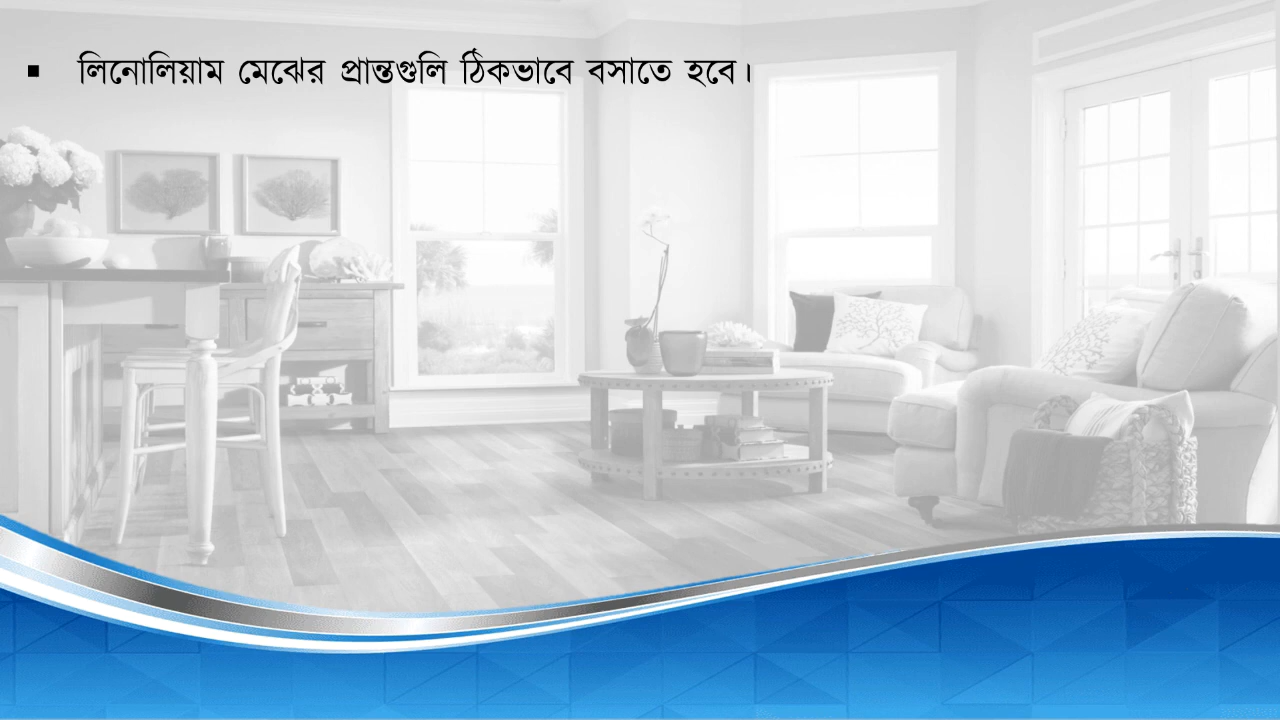 ▪ লিনোলিয়াম মেঝের প্রান্তগুলি ঠিকভাবে বসাতে হবে।